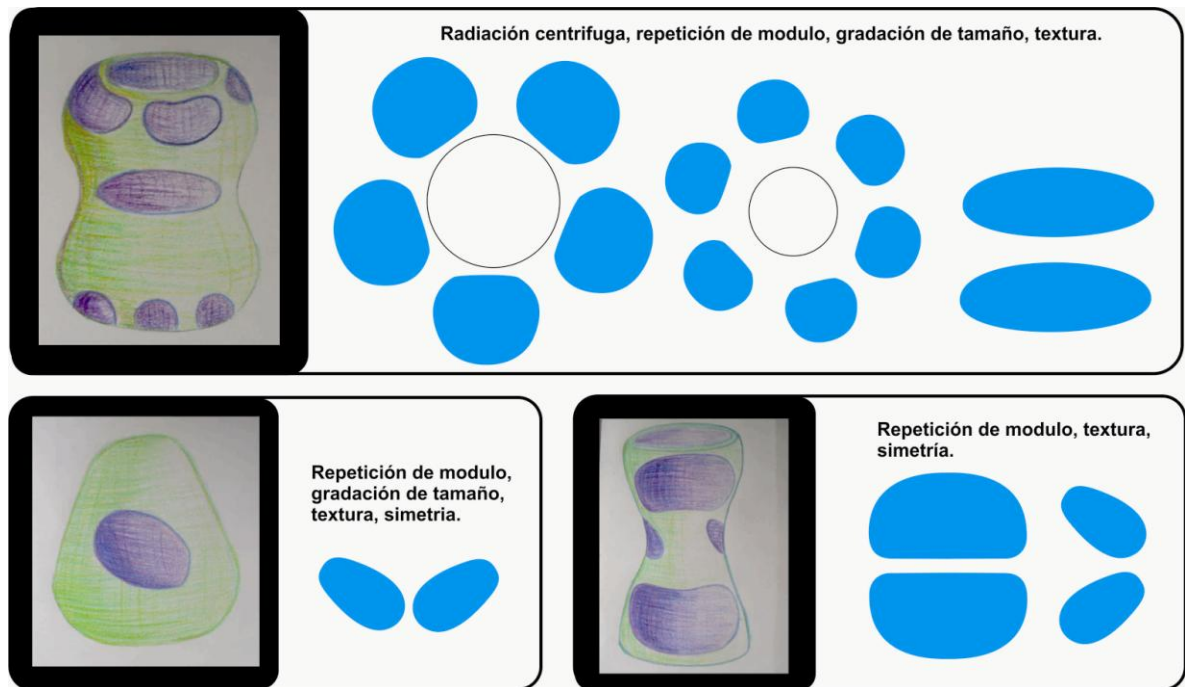 Radiación centrifuga, repetición de modulo, gradación de tamaño, textura.
Repetición de modulo,
gradación de tamaño,
textura, simetria.
Repetición de modulo, textura,
simetría.